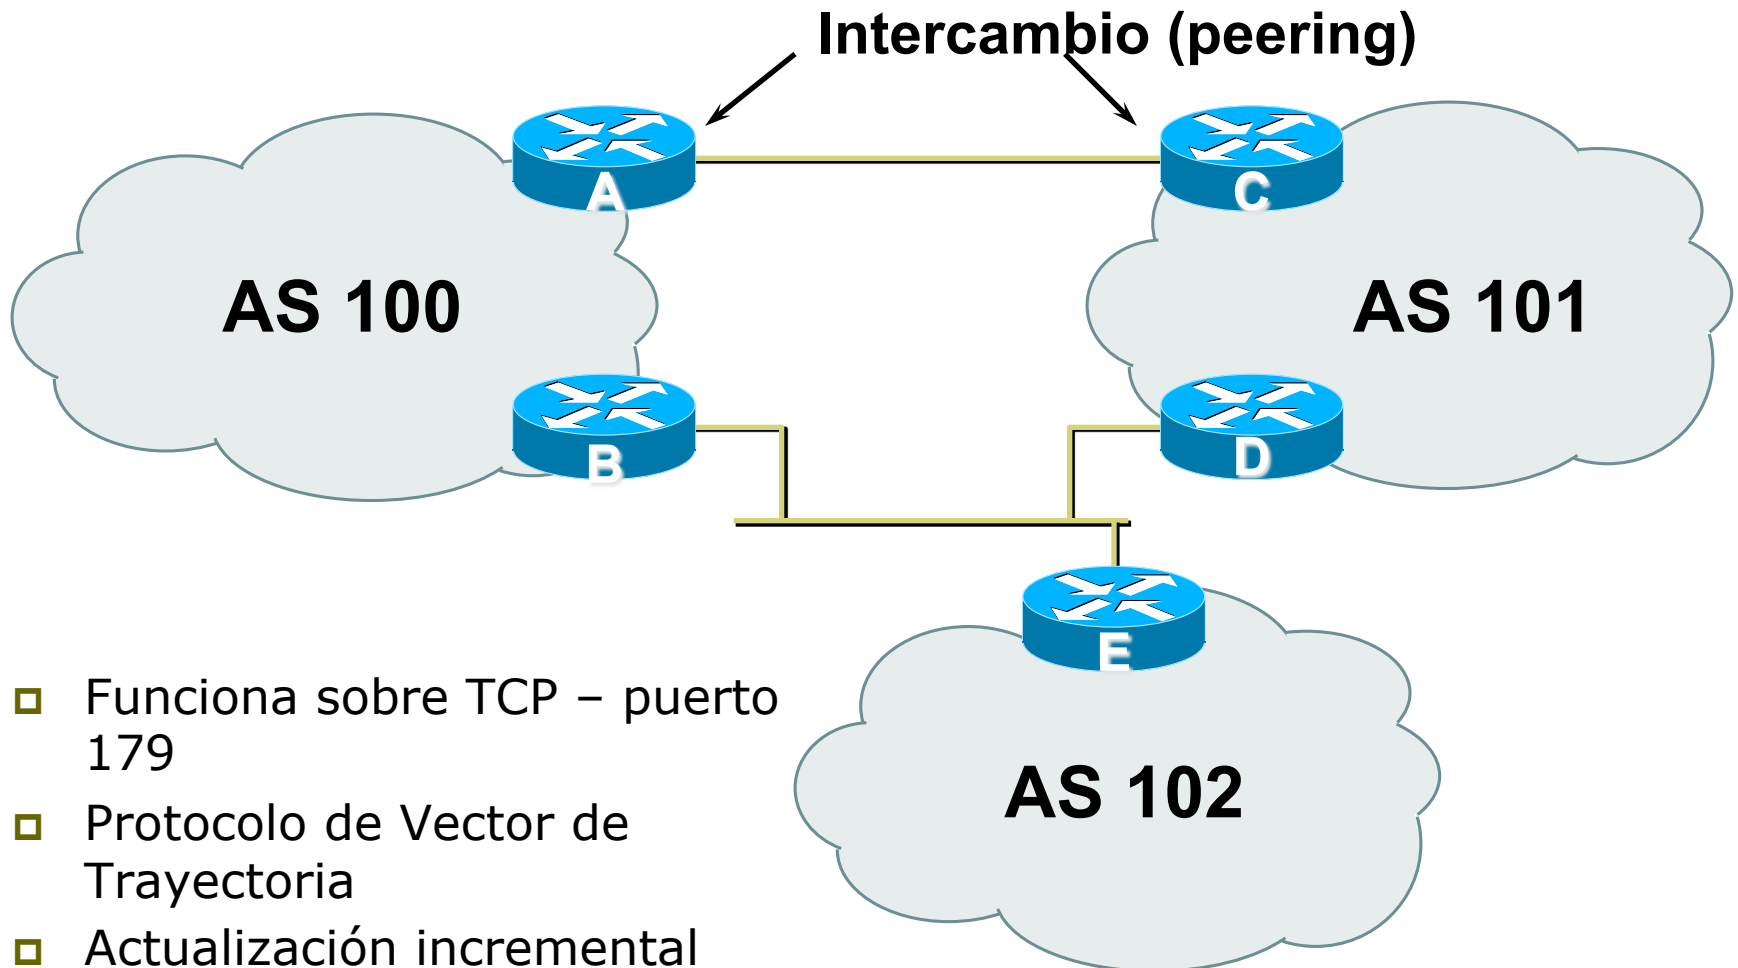 Intercambio (peering)
A
C
AS 100
AS 101
B
D
E
AS 102
Funciona sobre TCP – puerto
179
Protocolo de Vector de
Trayectoria
Actualización incremental